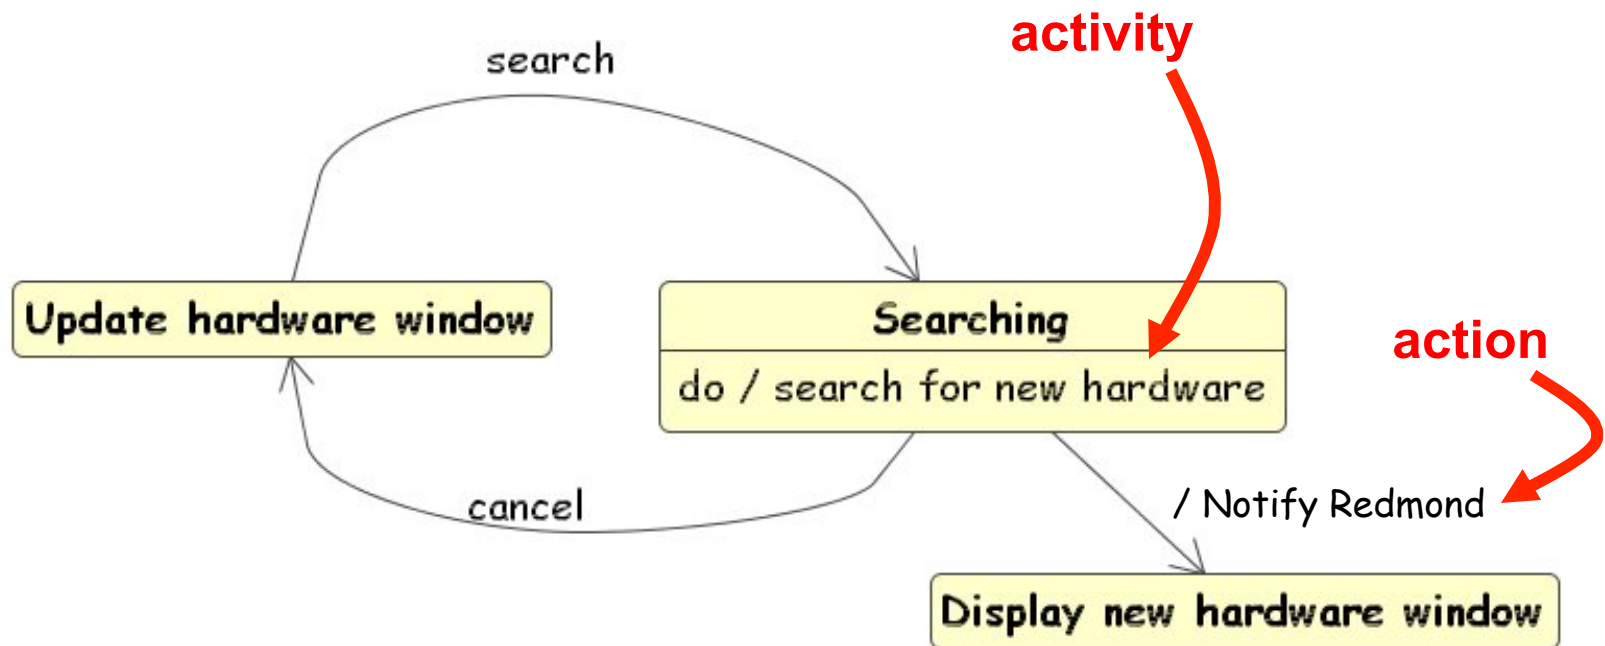 activity
search
Update hardware window
Searching
do / search for new hardware
action
cancel
/ Notify Redmond
Display new hardware window